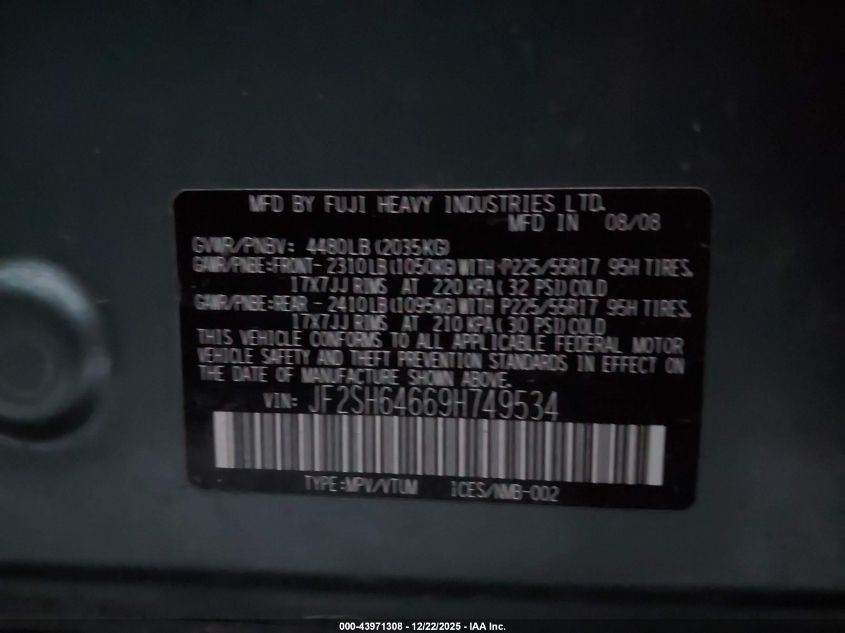 MFD BY FUJI HEAVY INDUSTRIES LTD.
MFD IN 08/08
GVWR/PNBV: 4480LB(2035KG)
GAWR/PNBE:FRONT-2310LB(1050KG)WITH P225/55R17 95H TIRES.
17X7JJ RIMS AT 220 KPA(32 PSI)COLD
GAWR/PNBE:REAR -2410LB(1095KG)WITH P225/55R17 95H TIRES.
17X7JJ RIMS AT 210 KPA(30 PSI)COLD
THIS VEHICLE CONFORMS TO ALL APPLICABLE FEDERAL MOTOR
VEHICLE SAFETY AND THEFT PREVENTION STANDARDS IN EFFECT ON
THE DATE OF MANUFACTURE SHOWN ABOVE.
VIN: JF2SH64669H749534
TYPE:MPV/VTUM ICES/NMB-002
000-43971308 - 12/22/2025 - IAA Inc.